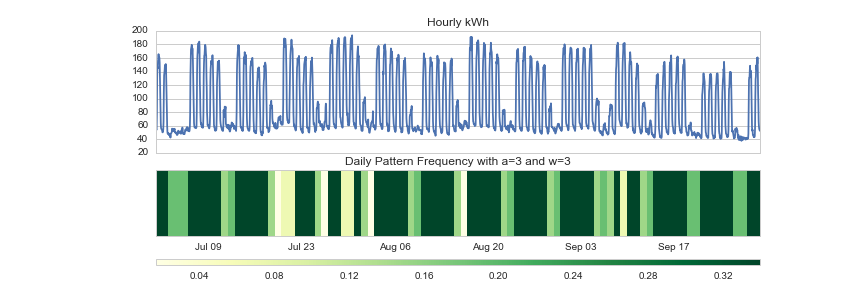 Hourly kWh
200
180
160
140
120
100
80
60
40
20
Daily Pattern Frequency with a=3 and w=3
Jul 09 Jul 23 Aug 06 Aug 20 Sep 03 Sep 17
0.04 0.08 0.12 0.16 0.20 0.24 0.28 0.32